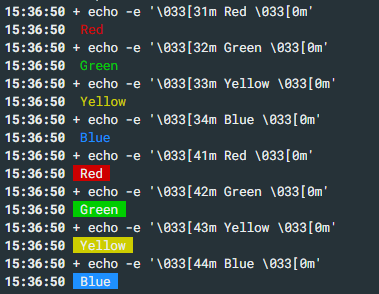 15:36:50 + echo -e '\033[31m Red \033[0m'
15:36:50 Red
15:36:50 + echo -e '\033[32m Green \033[0m'
15:36:50 Green
15:36:50 + echo -e '\033[33m Yellow \033[0m'
15:36:50 Yellow
15:36:50 + echo -e '\033[34m Blue \033[0m'
15:36:50 Blue
15:36:50 + echo -e '\033[41m Red \033[0m'
15:36:50 Red
15:36:50 + echo -e '\033[42m Green \033[0m'
15:36:50 Green
15:36:50 + echo -e '\033[43m Yellow \033[0m'
15:36:50 Yellow
15:36:50 + echo -e '\033[44m Blue \033[0m'
15:36:50 Blue